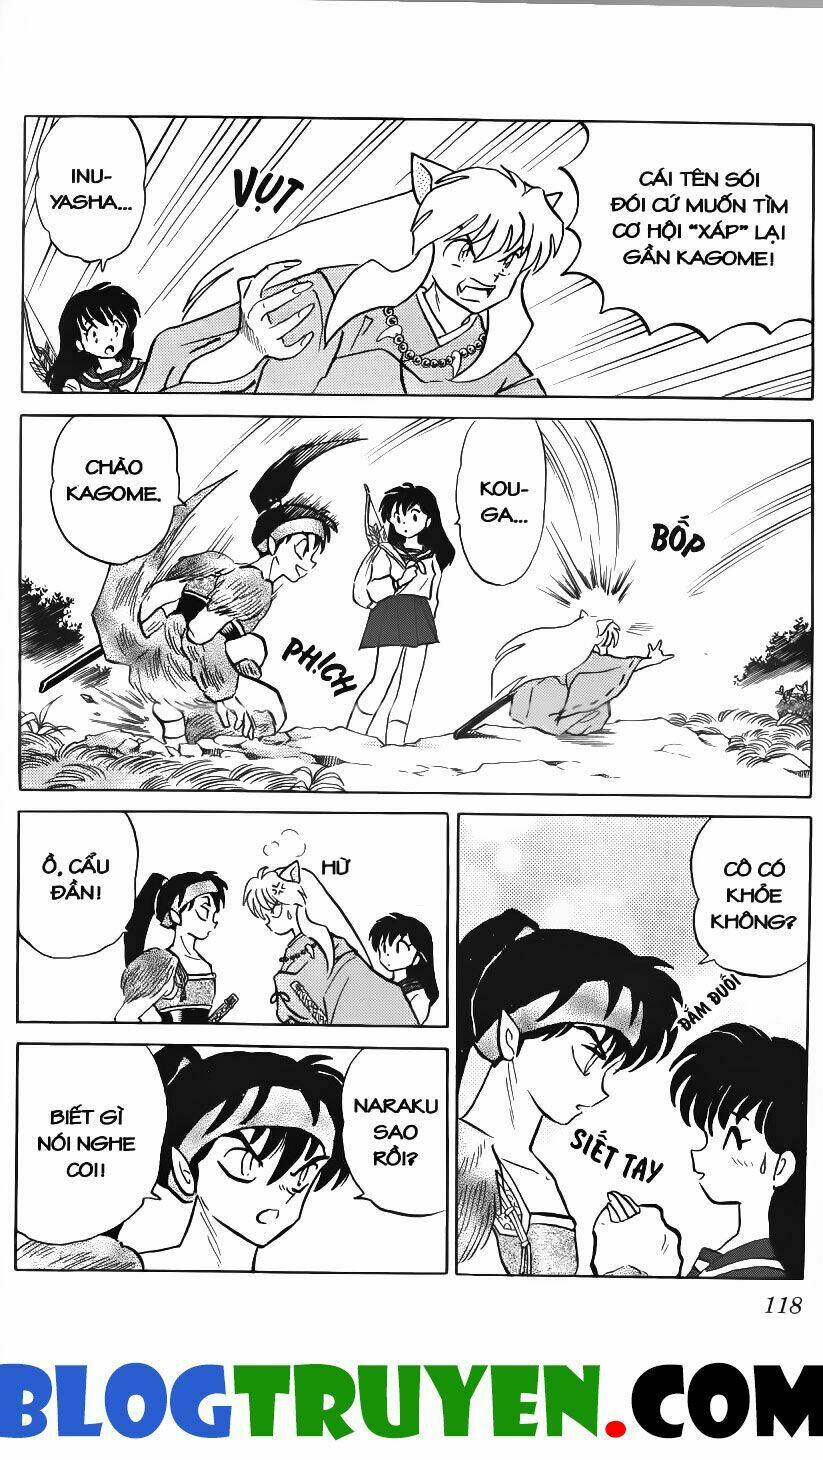 CÁI TÊN SÓI
ĐÓI CỨ MUỐN TÌM
CƠ HỘI "XÁP" LẠI
GẦN KAGOME!
VỤT
INU-
YASHA...
KOU-
GA...
BỐP
CHÀO
KAGOME.
PHỊCH
CÔ CÓ
KHỎE
KHÔNG?
ĐẮM ĐUỐI
SIẾT TAY
HỪ
Ồ, CẨU
ĐẦN!
NARAKU
SAO
RỒI?
BIẾT GÌ
NÓI NGHE
COI!
118
BLOGTRUYEN.COM